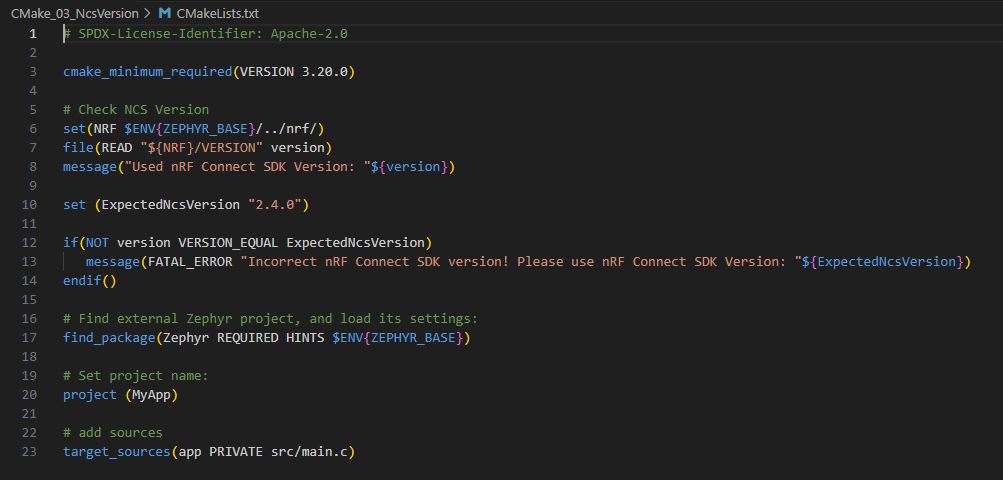 CMake_03_NcsVersion > M CMakeLists.txt
1 # SPDX-License-Identifier: Apache-2.0
2
3 cmake_minimum_required(VERSION 3.20.0)
4
5 # Check NCS Version
6 set(NRF $ENV{ZEPHYR_BASE}/../nrf/)
7 file(READ "${NRF}/VERSION" version)
8 message("Used nRF Connect SDK Version: "${version})
9
10 set (ExpectedNcsVersion "2.4.0")
11
12 if(NOT version VERSION_EQUAL ExpectedNcsVersion)
13    message(FATAL_ERROR "Incorrect nRF Connect SDK version! Please use nRF Connect SDK Version: "${ExpectedNcsVersion})
14 endif()
15
16 # Find external Zephyr project, and load its settings:
17 find_package(Zephyr REQUIRED HINTS $ENV{ZEPHYR_BASE})
18
19 # Set project name:
20 project (MyApp)
21
22 # add sources
23 target_sources(app PRIVATE src/main.c)